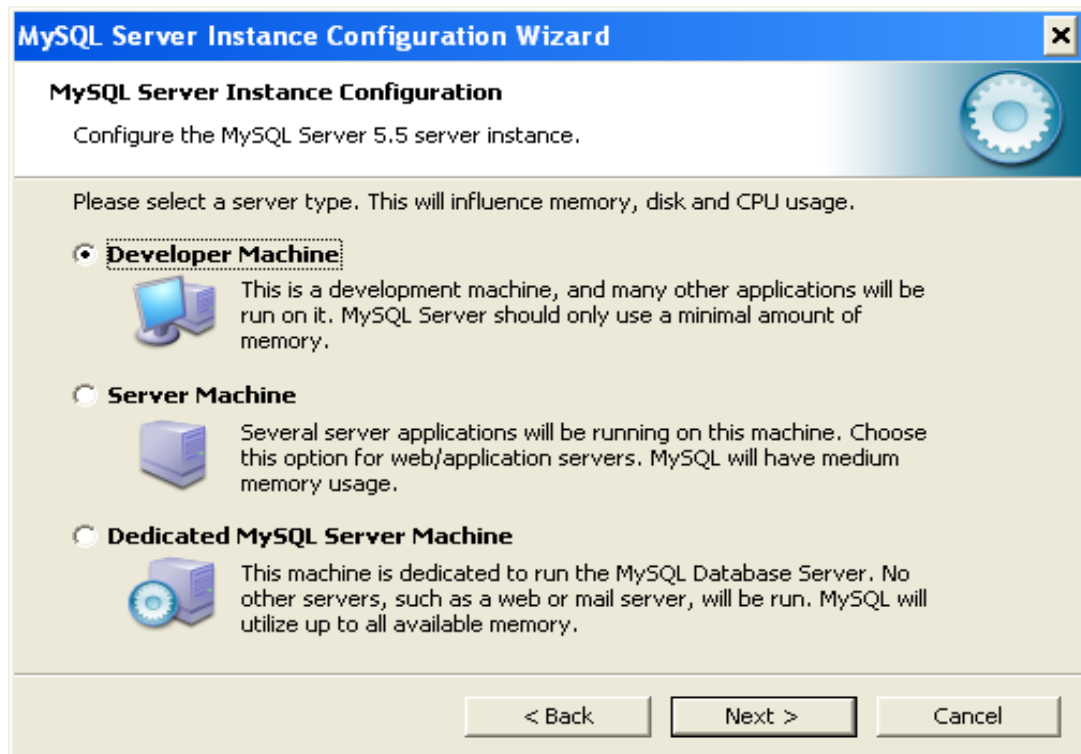 MySQL Server Instance Configuration Wizard
MySQL Server Instance Configuration
Configure the MySQL Server 5.5 server instance.
Please select a server type. This will influence memory, disk and CPU usage.
Developer Machine
This is a development machine, and many other applications will be
run on it. MySQL Server should only use a minimal amount of
memory.
Server Machine
Several server applications will be running on this machine. Choose
this option for web/application servers. MySQL will have medium
memory usage.
Dedicated MySQL Server Machine
This machine is dedicated to run the MySQL Database Server. No
other servers, such as a web or mail server, will be run. MySQL will
utilize up to all available memory.
< Back Next > Cancel